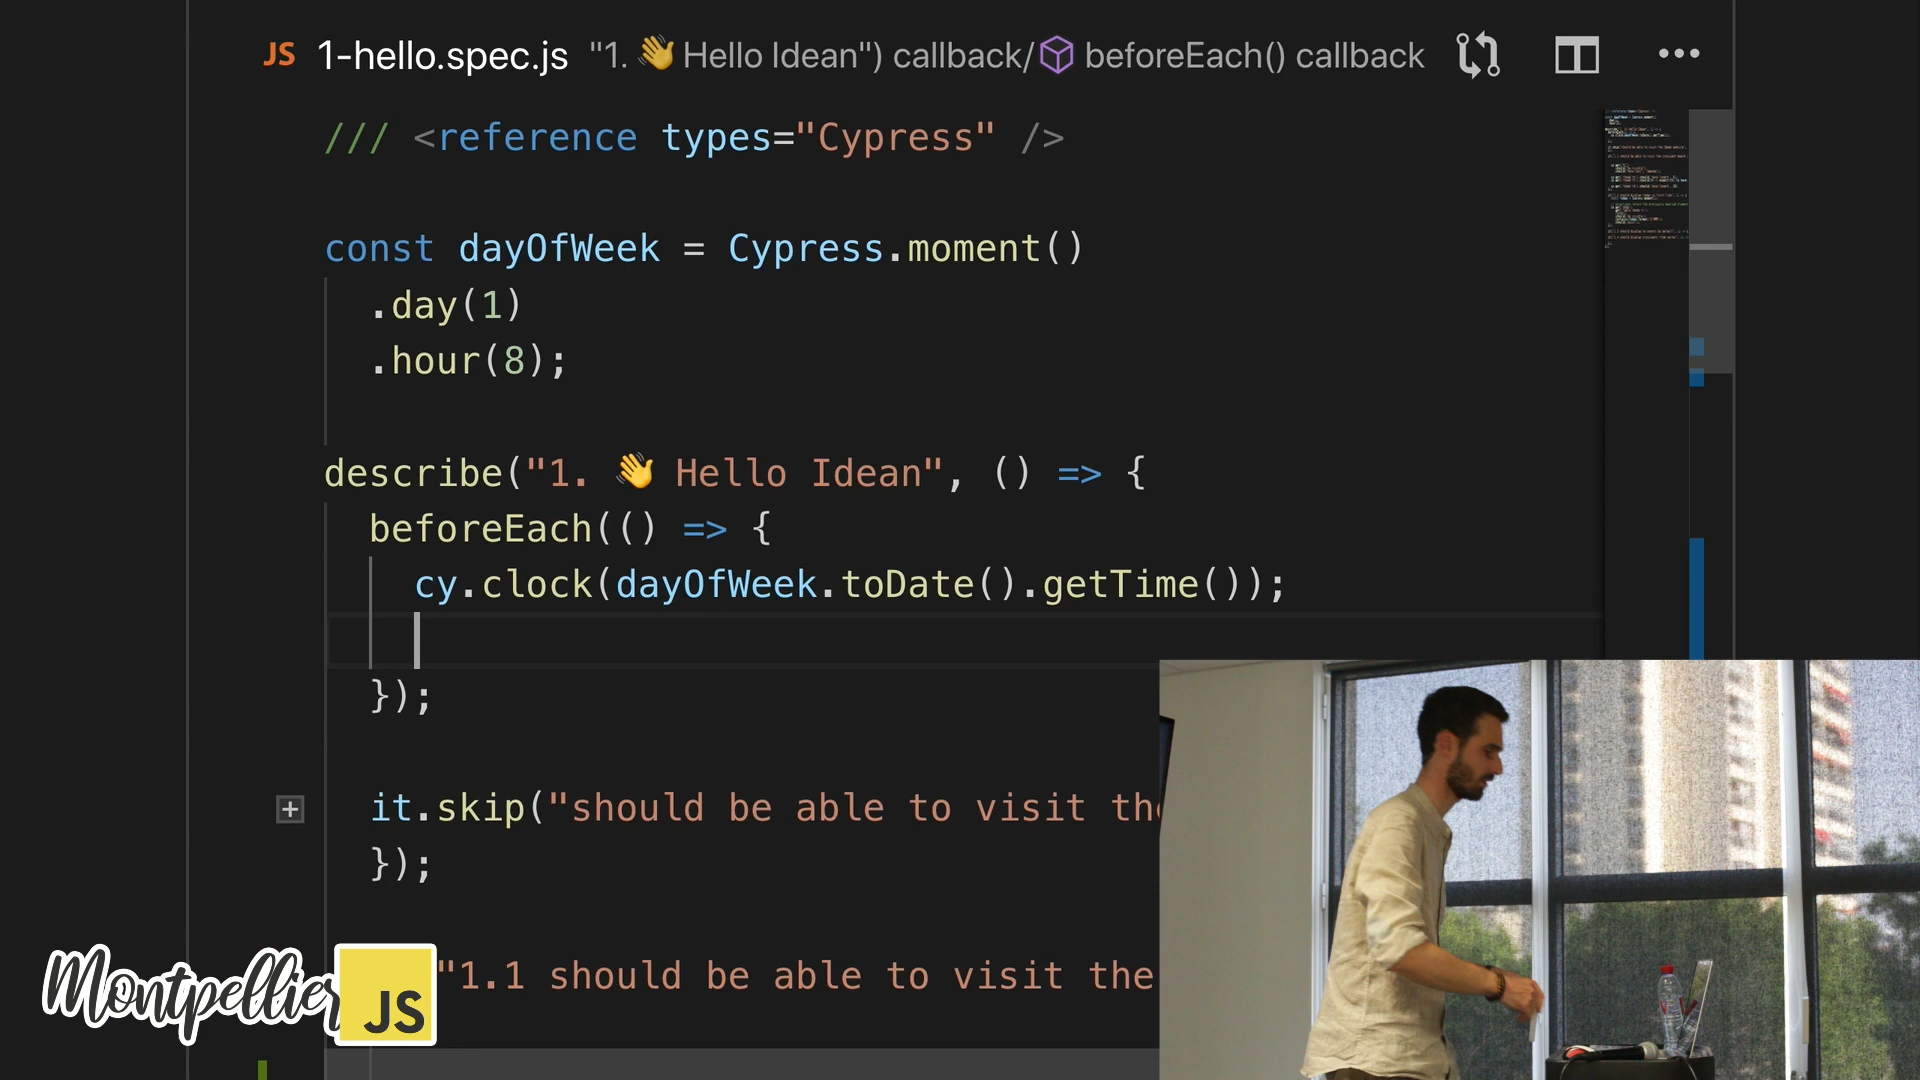 JS 1-hello.spec.js "1. 👋 Hello Idean") callback/ beforeEach() callback
/// <reference types="Cypress" />
const dayOfWeek = Cypress.moment()
.day(1)
.hour(8);
describe("1. 👋 Hello Idean", () => {
beforeEach(() => {
cy.clock(dayOfWeek.toDate().getTime());
});
it.skip("should be able to visit the
});
"1.1 should be able to visit the
Montpellier JS